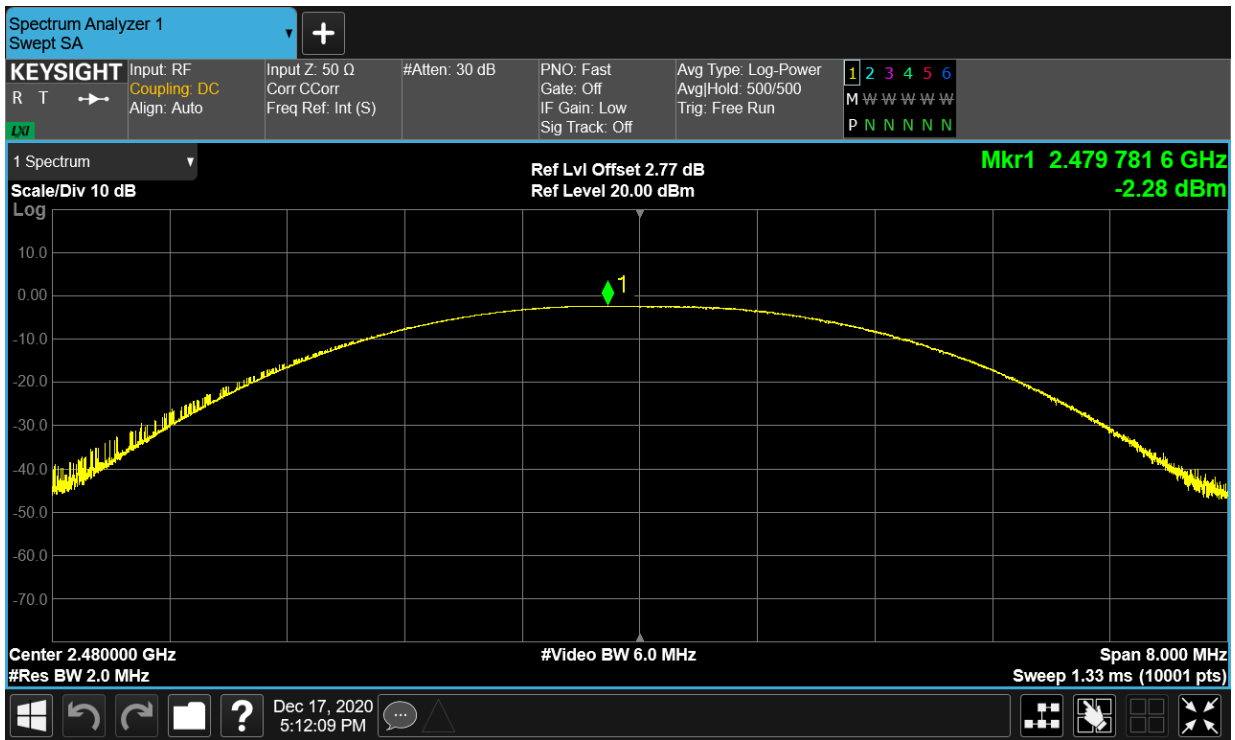 Spectrum Analyzer 1
Swept SA
KEYSIGHT
R T
LXI
Input: RF
Coupling: DC
Align: Auto
Input Z: 50 Ω
Corr CCorr
Freq Ref: Int (S)
#Atten: 30 dB
PNO: Fast
Gate: Off
IF Gain: Low
Sig Track: Off
Avg Type: Log-Power
Avg|Hold: 500/500
Trig: Free Run
1 2 3 4 5 6
M W W W W W
P N N N N N
1 Spectrum
Scale/Div 10 dB
Log
Ref Lvl Offset 2.77 dB
Ref Level 20.00 dBm
Mkr1 2.479 781 6 GHz
-2.28 dBm
10.0
0.00
-10.0
-20.0
-30.0
-40.0
-50.0
-60.0
-70.0
1
Center 2.480000 GHz
#Res BW 2.0 MHz
#Video BW 6.0 MHz
Span 8.000 MHz
Sweep 1.33 ms (10001 pts)
?
Dec 17, 2020
5:12:09 PM